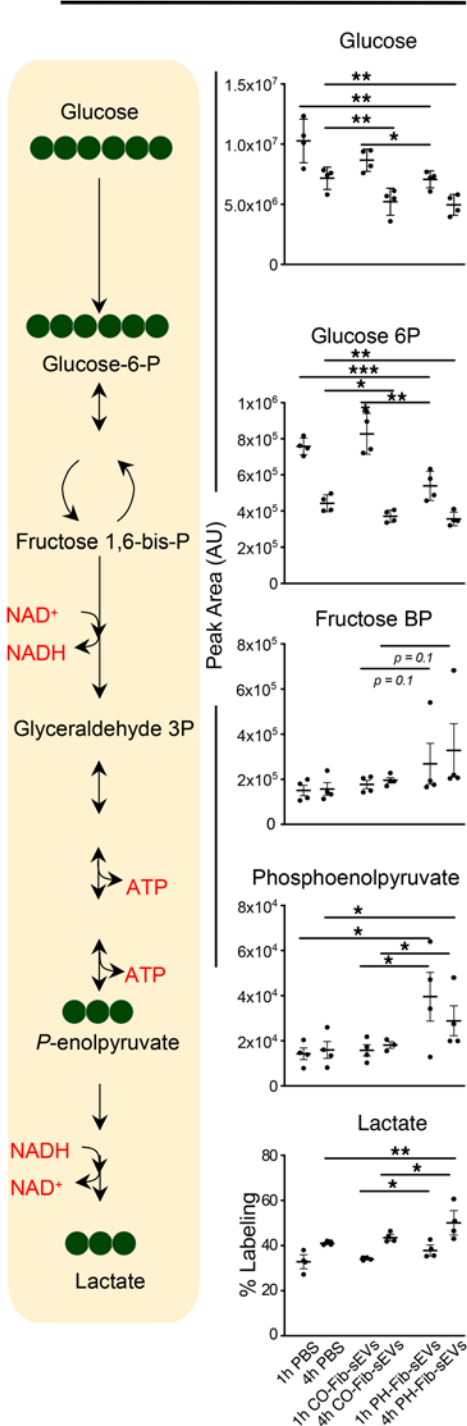 Glucose
Glucose-6-P
Fructose 1,6-bis-P
NAD⁺
NADH
Glyceraldehyde 3P
ATP
ATP
P-enolpyruvate
NADH
NAD⁺
Lactate
Peak Area (AU)
Glucose
**
**
**
*
1.5x10⁷
1.0x10⁷
5.0x10⁶
0
Glucose 6P
**
***
*
**
1x10⁶
8x10⁵
6x10⁵
4x10⁵
2x10⁵
0
Fructose BP
p = 0.1
p = 0.1
8x10⁵
6x10⁵
4x10⁵
2x10⁵
0
Phosphoenolpyruvate
*
*
*
*
8x10⁴
6x10⁴
4x10⁴
2x10⁴
0
Lactate
**
*
*
% Labeling
80
60
40
20
0
1h PBS
4h PBS
1h CO-Fib-sEVs
4h CO-Fib-sEVs
1h PH-Fib-sEVs
4h PH-Fib-sEVs